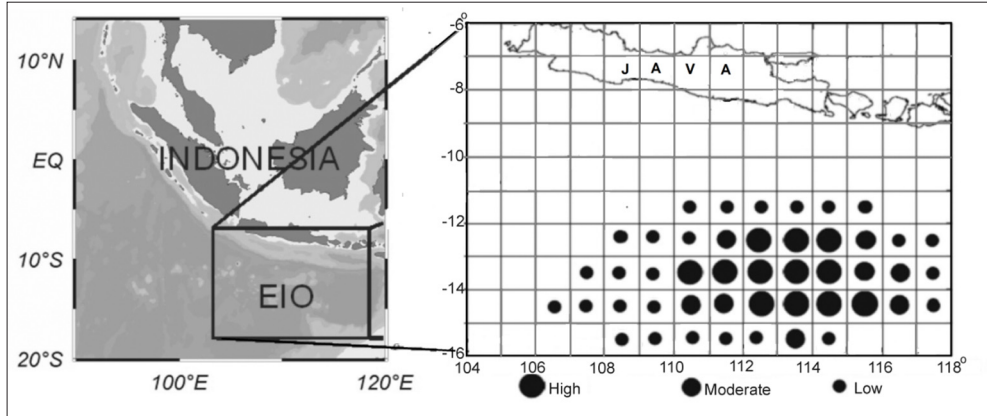 10°N
EQ
10°S
20°S
100°E
120°E
INDONESIA
EIO
-6°
-8
-10
-12
-14
-16
J A V A
104 106 108 110 112 114 116 118°
High
Moderate
Low